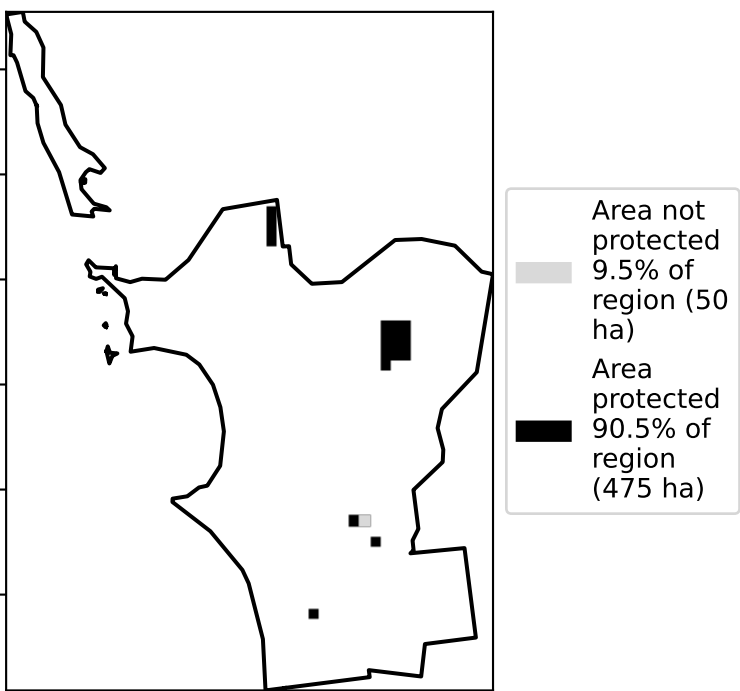 Area not
protected
9.5% of
region (50
ha)
Area
protected
90.5% of
region
(475 ha)